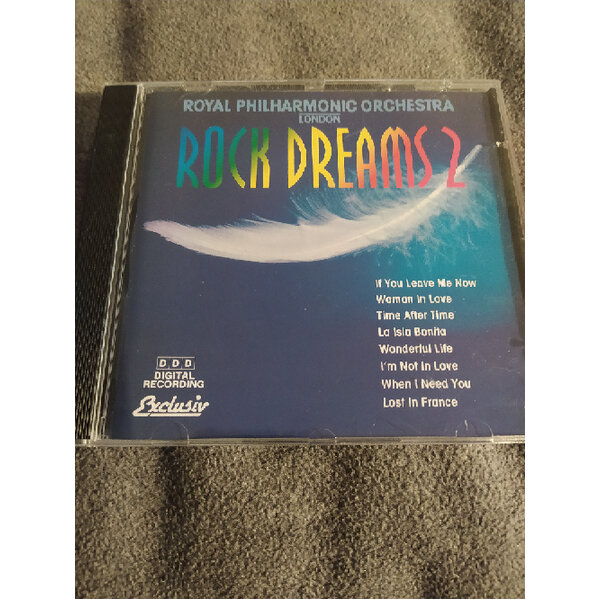 ROYAL PHILHARMONIC ORCHESTRA
LONDON
ROCK DREAMS 2
If You Leave Me Now
Woman In Love
Time After Time
La Isla Bonita
Wonderful Life
I'm Not In Love
When I Need You
Lost In France
DDD
DIGITAL
RECORDING
Exclusiv